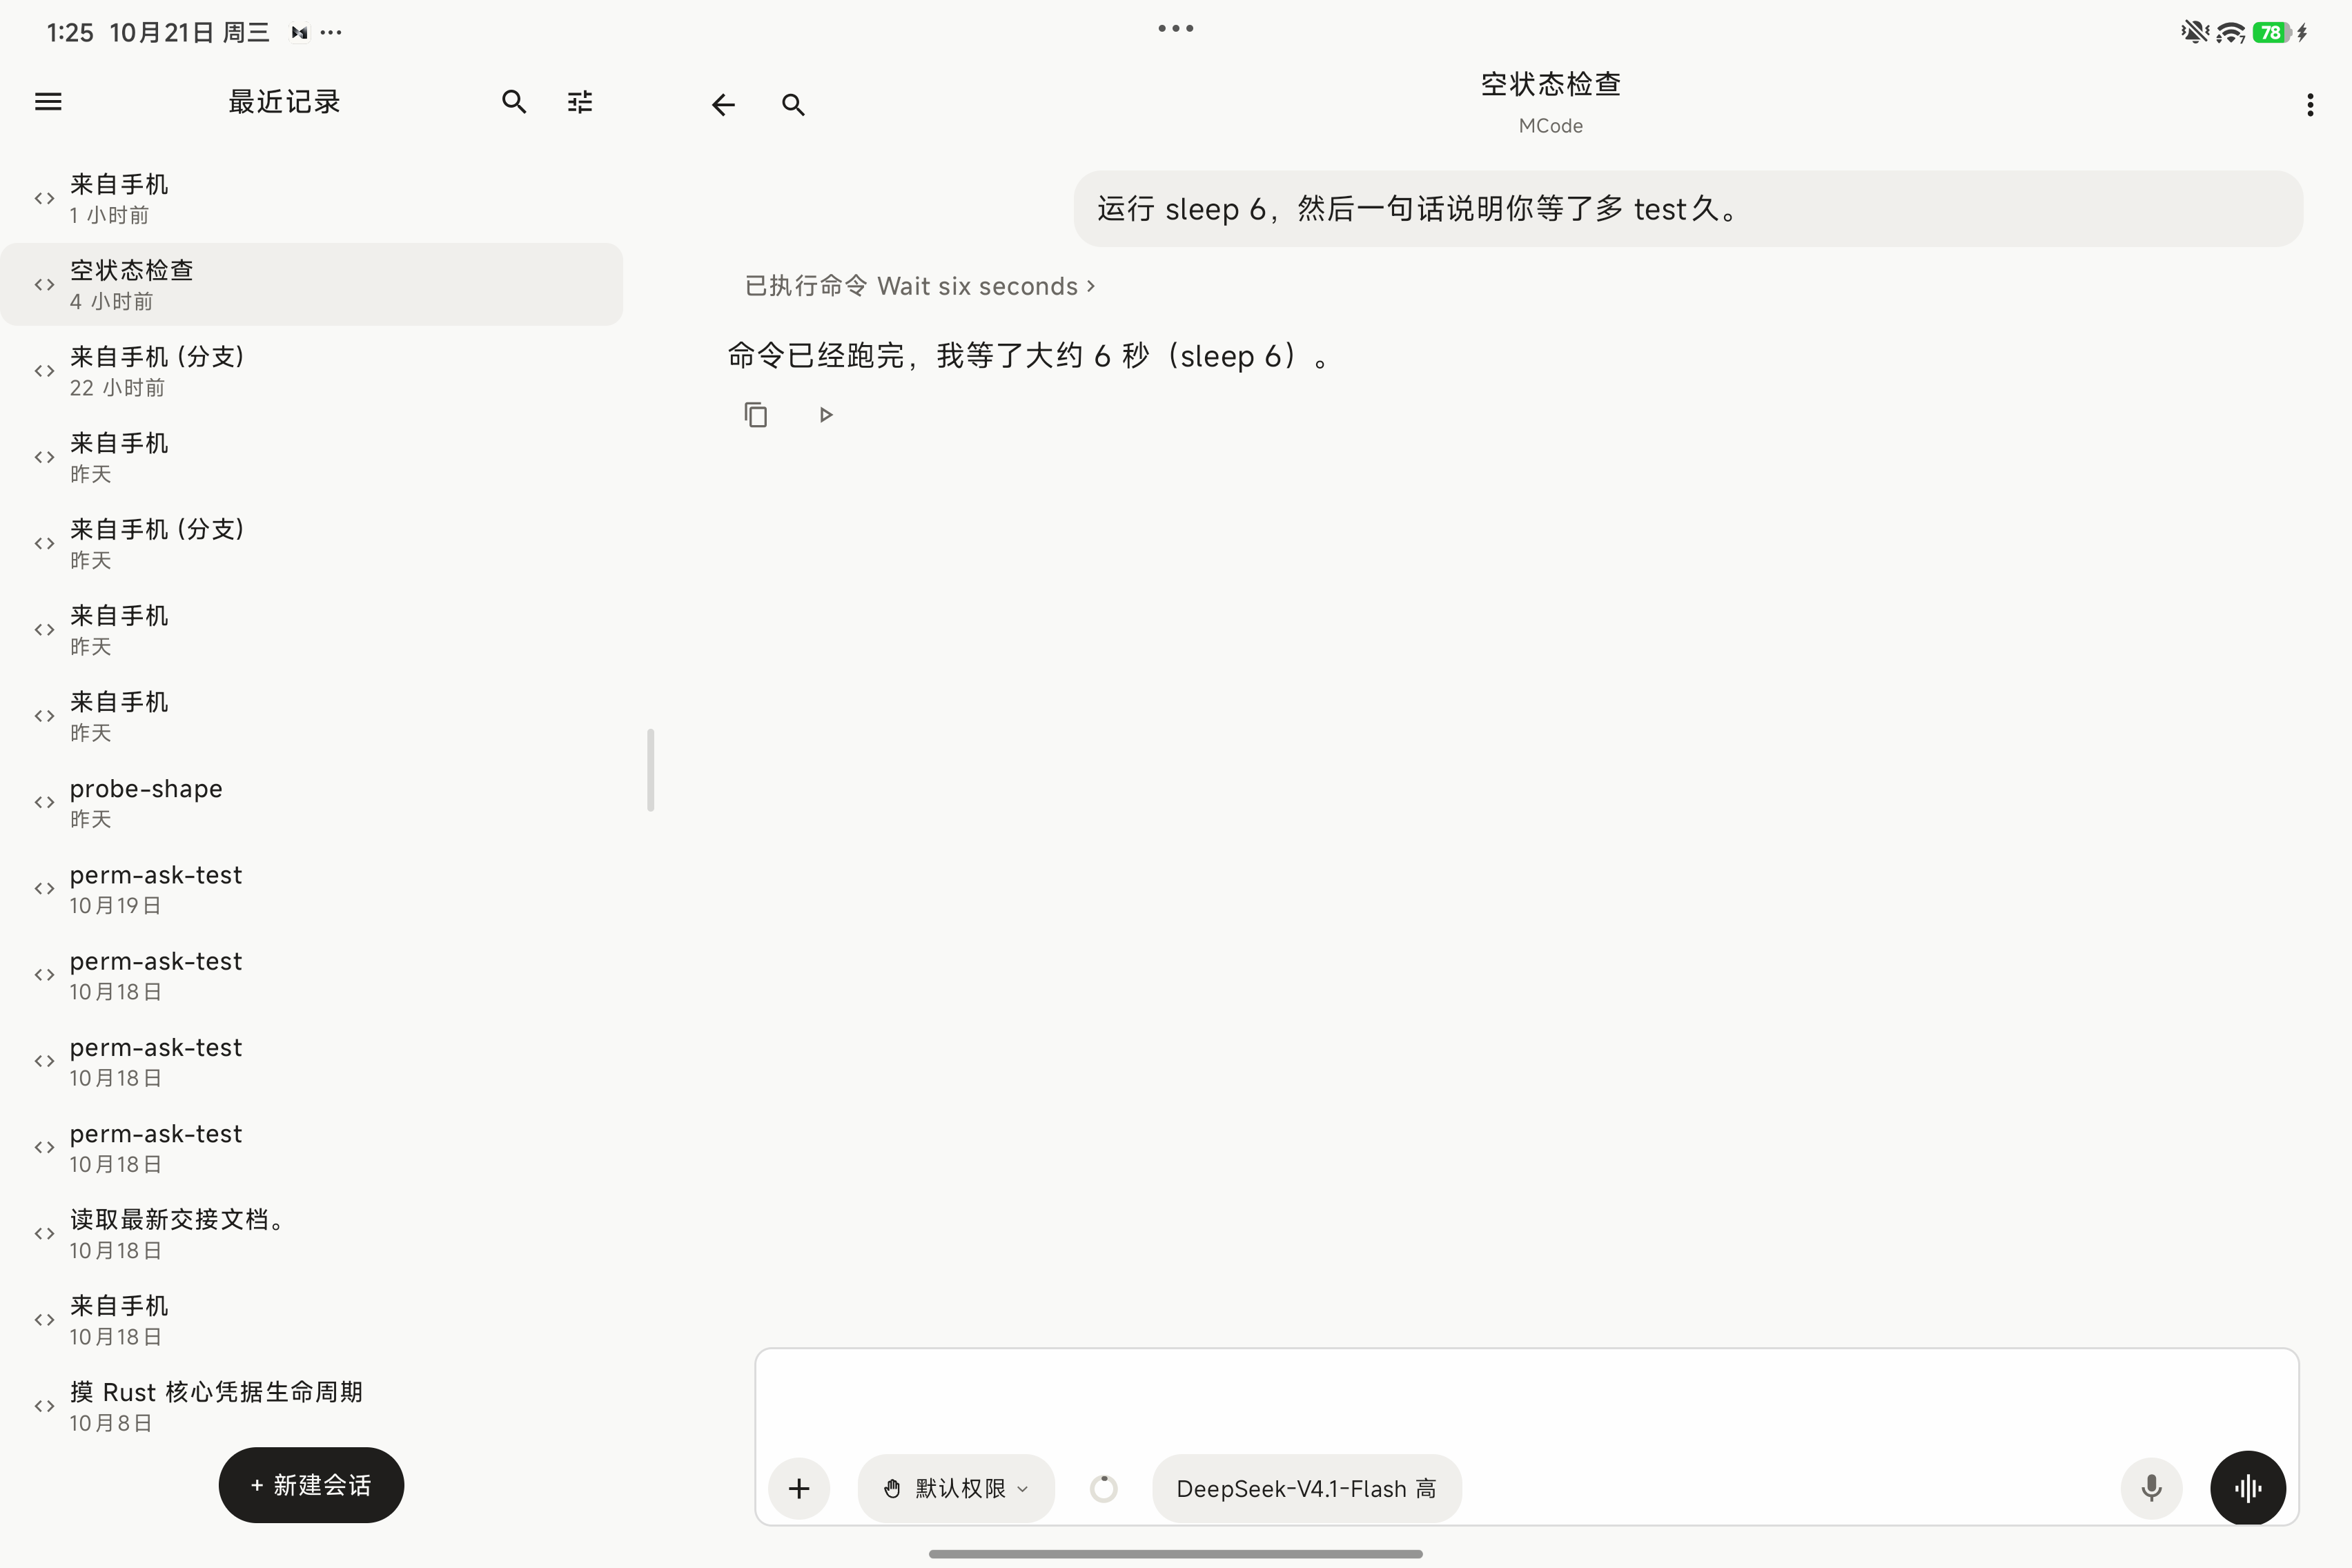 1:25 10月21日 周三
78
最近记录
来自手机
1 小时前
空状态检查
4 小时前
来自手机 (分支)
22 小时前
来自手机
昨天
来自手机 (分支)
昨天
来自手机
昨天
来自手机
昨天
probe-shape
昨天
perm-ask-test
10月19日
perm-ask-test
10月18日
perm-ask-test
10月18日
perm-ask-test
10月18日
读取最新交接文档。
10月18日
来自手机
10月18日
摸 Rust 核心凭据生命周期
10月8日
+ 新建会话
空状态检查
MCode
运行 sleep 6，然后一句话说明你等了多 test久。
已执行命令 Wait six seconds
命令已经跑完，我等了大约 6 秒（sleep 6）。
默认权限
DeepSeek-V4.1-Flash 高